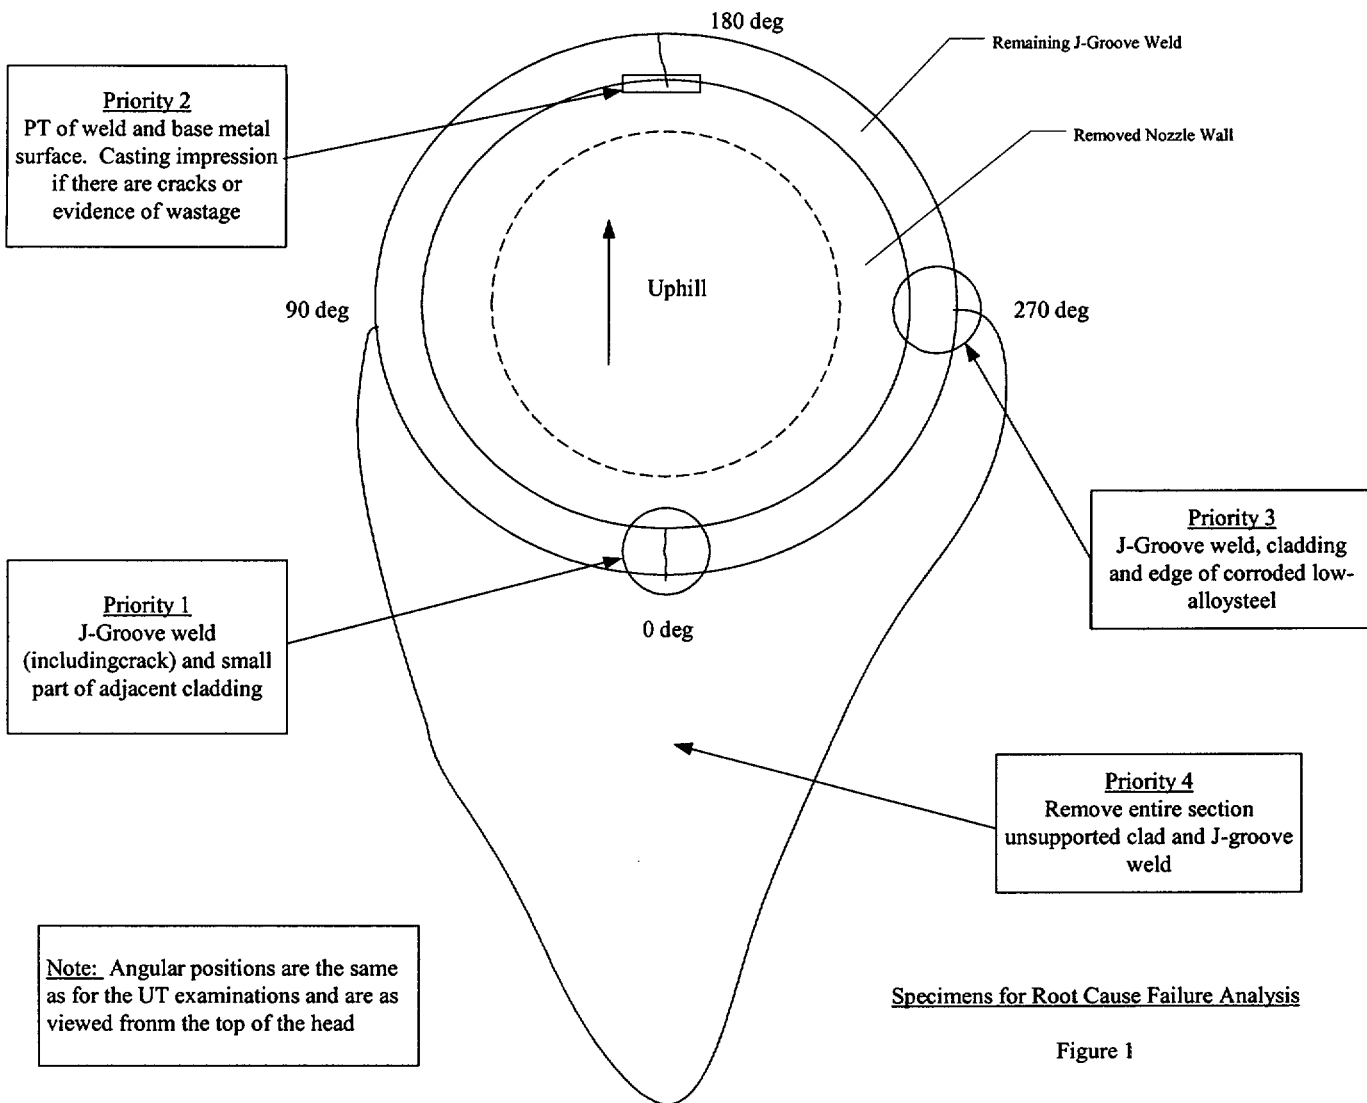 180 deg
Remaining J-Groove Weld
Priority 2
PT of weld and base metal
surface. Casting impression
if there are cracks or
evidence of wastage
Removed Nozzle Wall
Uphill
90 deg
270 deg
Priority 3
J-Groove weld, cladding
and edge of corroded low-
alloysteel
Priority 1
J-Groove weld
(includingcrack) and small
part of adjacent cladding
0 deg
Priority 4
Remove entire section
unsupported clad and J-groove
weld
Note: Angular positions are the same
as for the UT examinations and are as
viewed fronm the top of the head
Specimens for Root Cause Failure Analysis
Figure 1